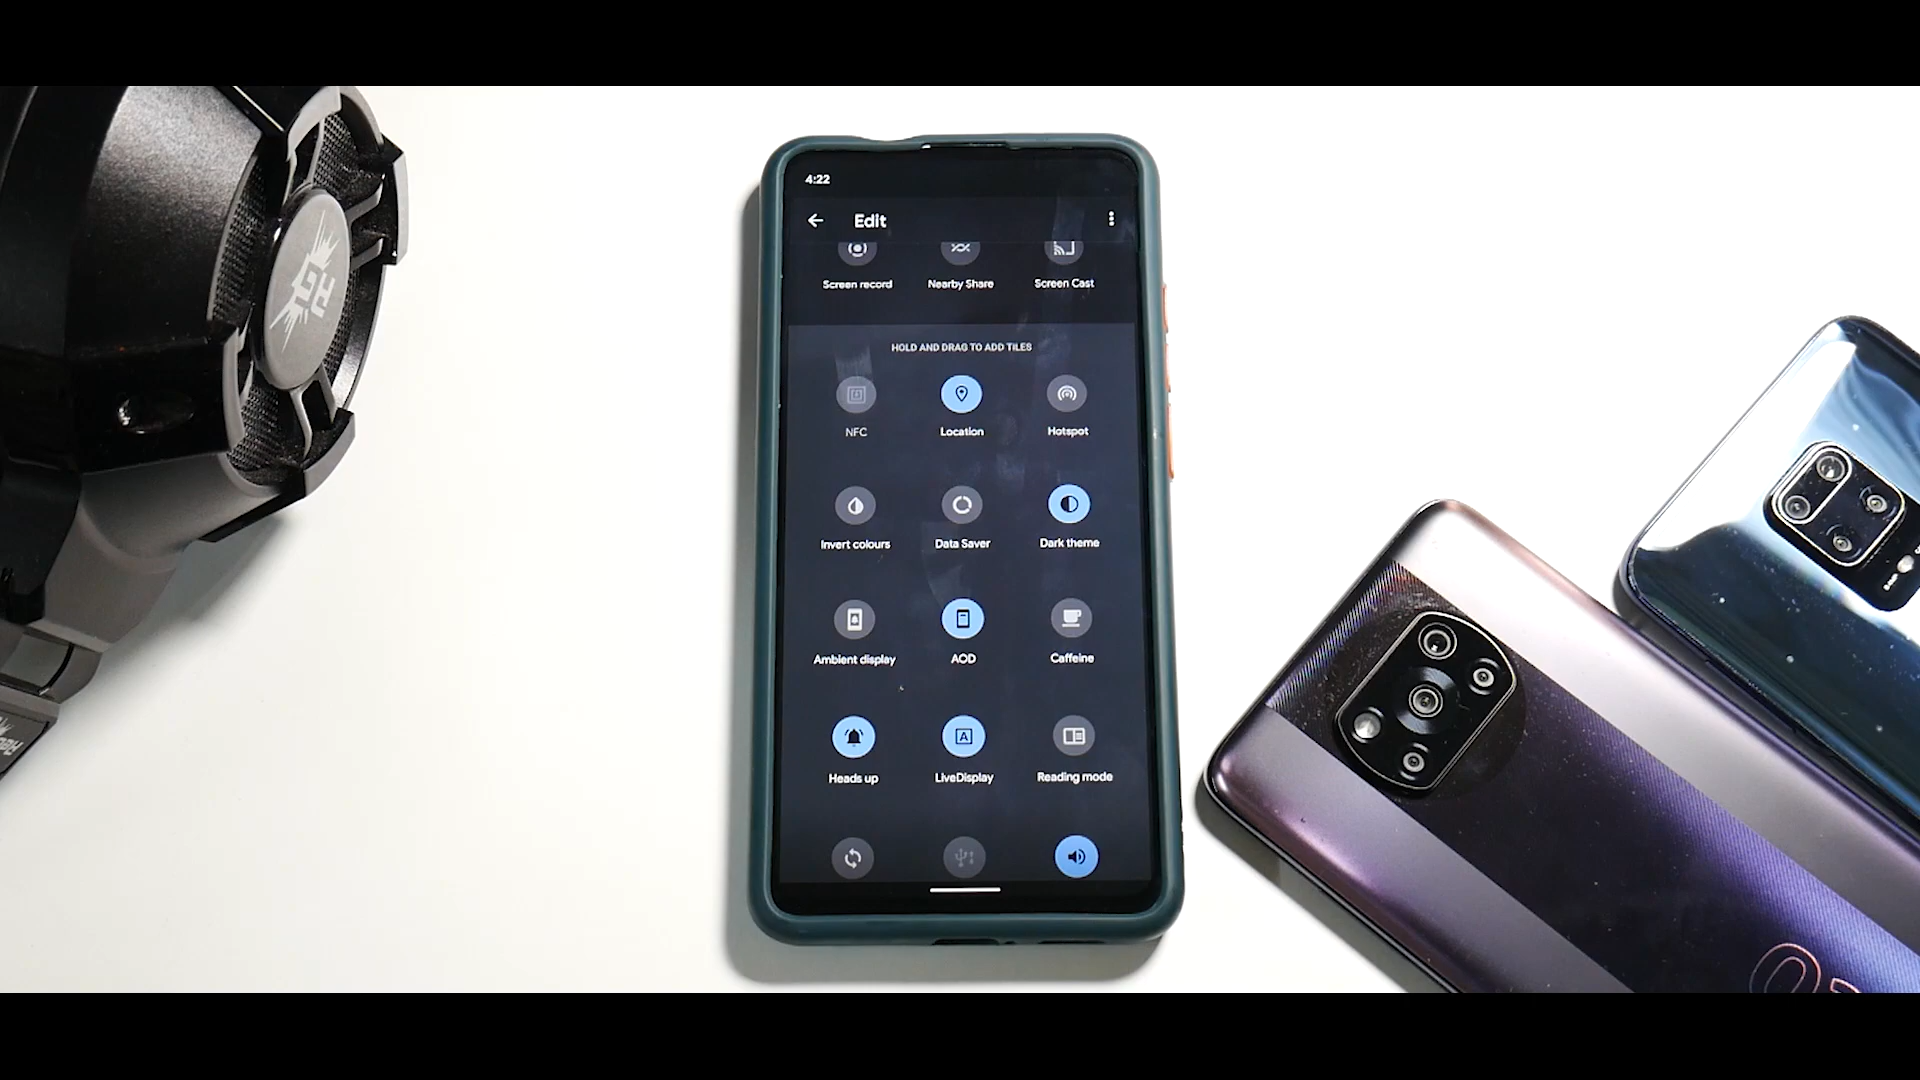 4:22
Edit
Screen record Nearby Share Screen Cast
HOLD AND DRAG TO ADD TILES
NFC Location Hotspot
Invert colours Data Saver Dark theme
Ambient display AOD Caffeine
Heads up LiveDisplay Reading mode